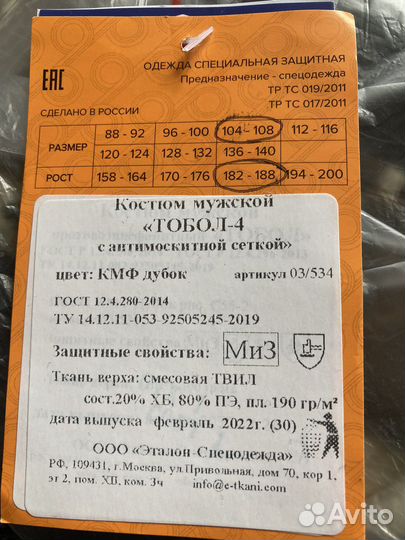 EAC
ОДЕЖДА СПЕЦИАЛЬНАЯ ЗАЩИТНАЯ
Предназначение - спецодежда
ТР ТС 019/2011
ТР ТС 017/2011
СДЕЛАНО В РОССИИ
РАЗМЕР 88 - 92 96 - 100 104 - 108 112 - 116
120 - 124 128 - 132 136 - 140
РОСТ 158 - 164 170 - 176 182 - 188 194 - 200
Костюм мужской
«ТОБОЛ-4
с антимоскитной сеткой»
цвет: КМФ дубок артикул 03/534
ГОСТ 12.4.280-2014
ТУ 14.12.11-053-92505245-2019
Защитные свойства: МиЗ
Ткань верха: смесовая ТВИЛ
сост.20% ХБ, 80% ПЭ, пл. 190 гр/м²
дата выпуска февраль 2022г. (30)
ООО «Эталон-Спецодежда»
РФ, 109431, г.Москва, ул.Привольная, дом 70, кор 1,
эт 2, пом. XII, ком. 3ч info@e-tkani.com
Avito